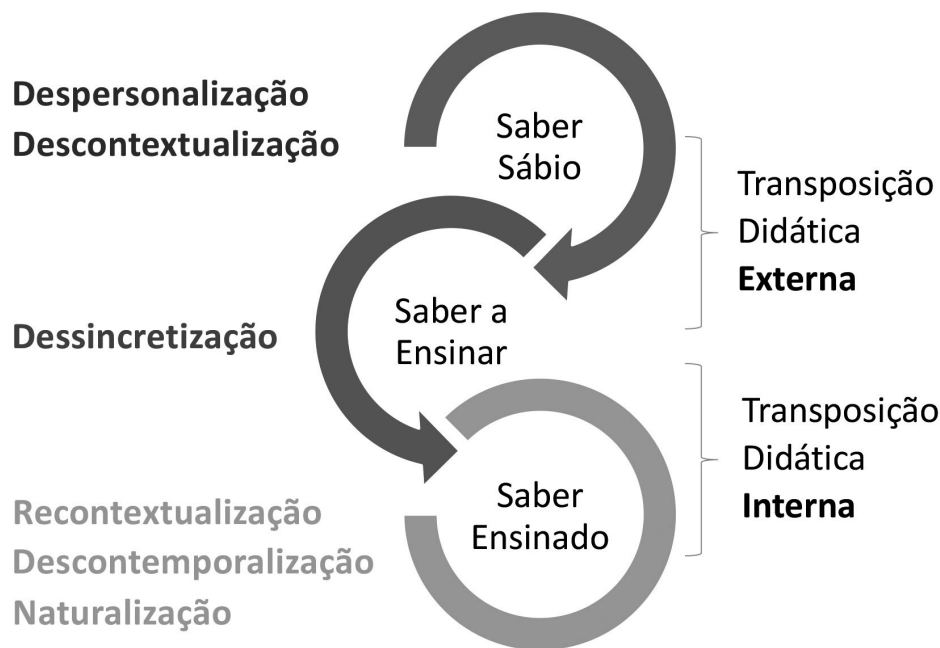 Despersonalização
Descontextualização
Saber
Sábio
Transposição
Didática
Externa
Saber a
Ensinar
Dessincretização
Transposição
Didática
Interna
Saber
Ensinado
Recontextualização
Descontemporalização
Naturalização